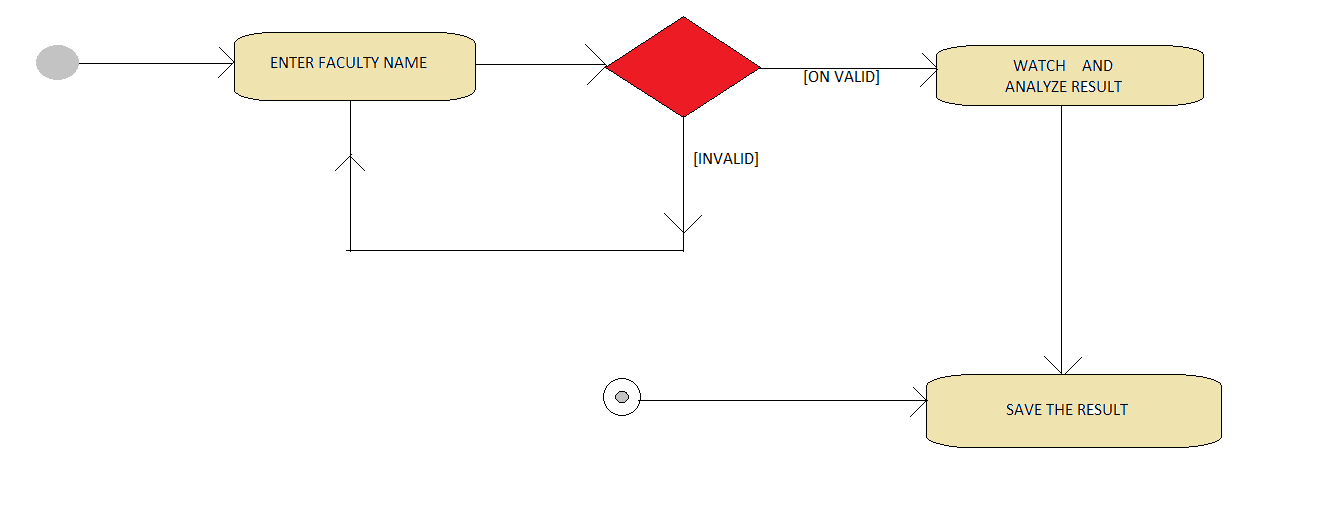 ENTER FACULTY NAME
[ON VALID]
WATCH AND
ANALYZE RESULT
[INVALID]
SAVE THE RESULT